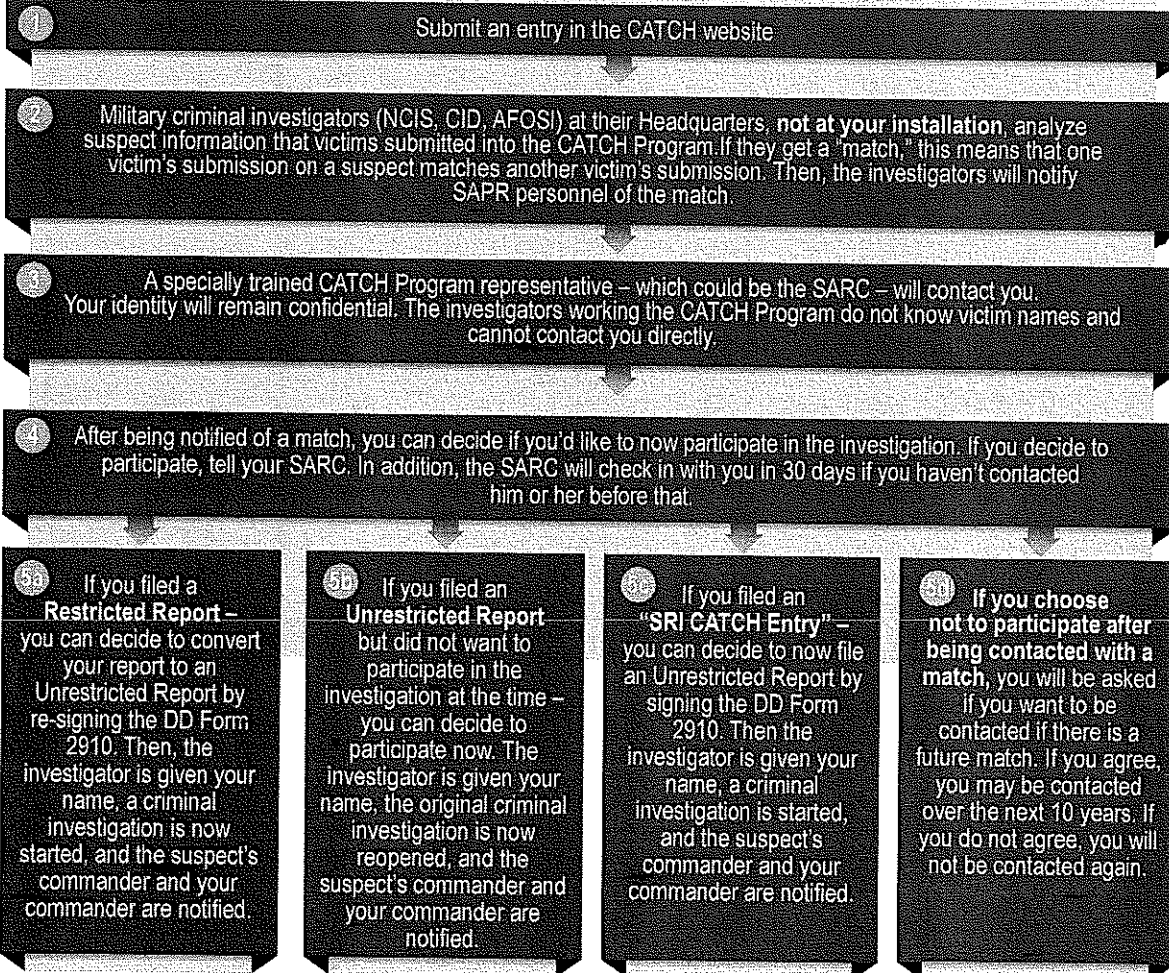 1
Submit an entry in the CATCH website
2
Military criminal investigators (NCIS, CID, AFOSI) at their Headquarters, not at your installation, analyze
suspect information that victims submitted into the CATCH Program.If they get a "match," this means that one
victim's submission on a suspect matches another victim's submission. Then, the investigators will notify
SAPR personnel of the match.
3
A specially trained CATCH Program representative – which could be the SARC – will contact you.
Your identity will remain confidential. The investigators working the CATCH Program do not know victim names and
cannot contact you directly.
4
After being notified of a match, you can decide if you'd like to now participate in the investigation. If you decide to
participate, tell your SARC. In addition, the SARC will check in with you in 30 days if you haven't contacted
him or her before that.
5a
If you filed a
Restricted Report –
you can decide to convert
your report to an
Unrestricted Report by
re-signing the DD Form
2910. Then, the
investigator is given your
name, a criminal
investigation is now
started, and the suspect's
commander and your
commander are notified.
5b
If you filed an
Unrestricted Report
but did not want to
participate in the
investigation at the time –
you can decide to
participate now. The
investigator is given your
name, the original criminal
investigation is now
reopened, and the
suspect's commander and
your commander are
notified.
5c
If you filed an
"SRI CATCH Entry" –
you can decide to now file
an Unrestricted Report by
signing the DD Form
2910. Then the
investigator is given your
name, a criminal
investigation is started,
and the suspect's
commander and your
commander are notified.
5d
If you choose
not to participate after
being contacted with a
match, you will be asked
if you want to be
contacted if there is a
future match. If you agree,
you may be contacted
over the next 10 years. If
you do not agree, you will
not be contacted again.